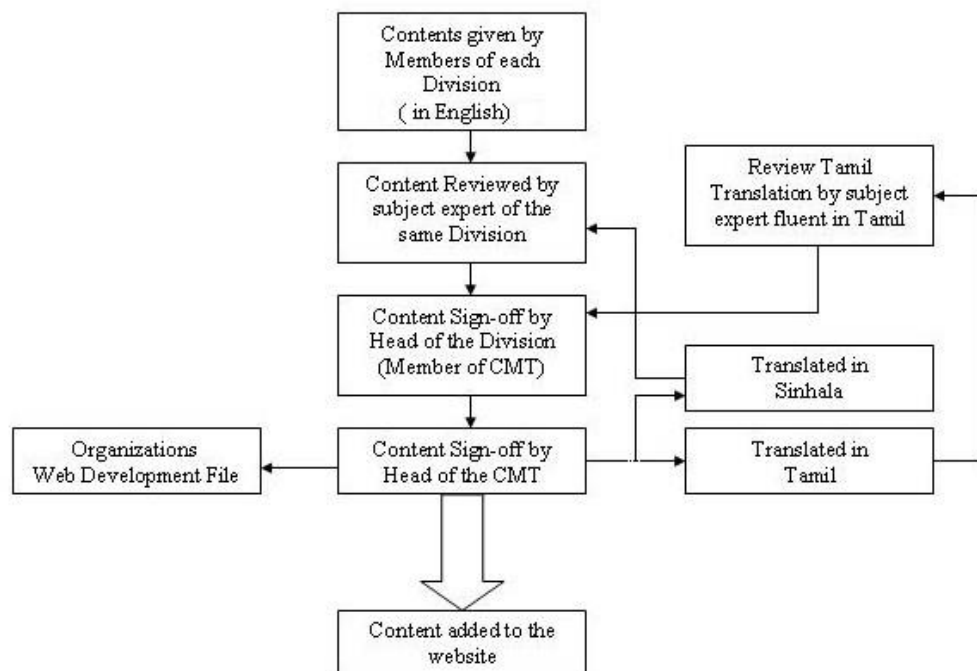 Contents given by
Members of each
Division
( in English)
Content Reviewed by
subject expert of the
same Division
Review Tamil
Translation by subject
expert fluent in Tamil
Content Sign-off by
Head of the Division
(Member of CMT)
Translated in
Sinhala
Organizations
Web Development File
Content Sign-off by
Head of the CMT
Translated in
Tamil
Content added to the
website